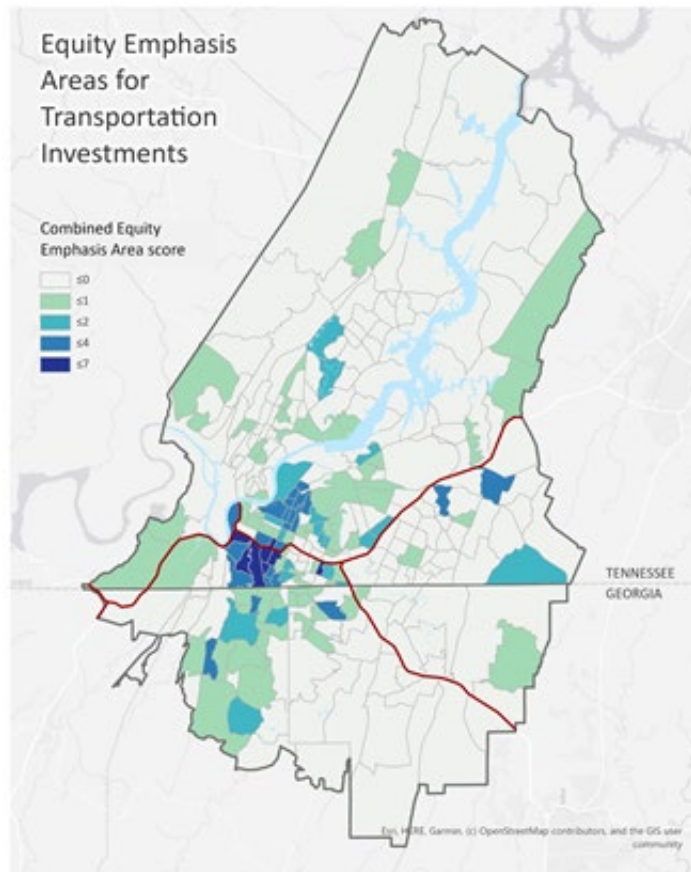 Equity Emphasis
Areas for
Transportation
Investments
Combined Equity
Emphasis Area score
≤0
≤1
≤2
≤4
≤7
TENNESSEE
GEORGIA
Esri, HERE, Garmin, (c) OpenStreetMap contributors, and the GIS user
community